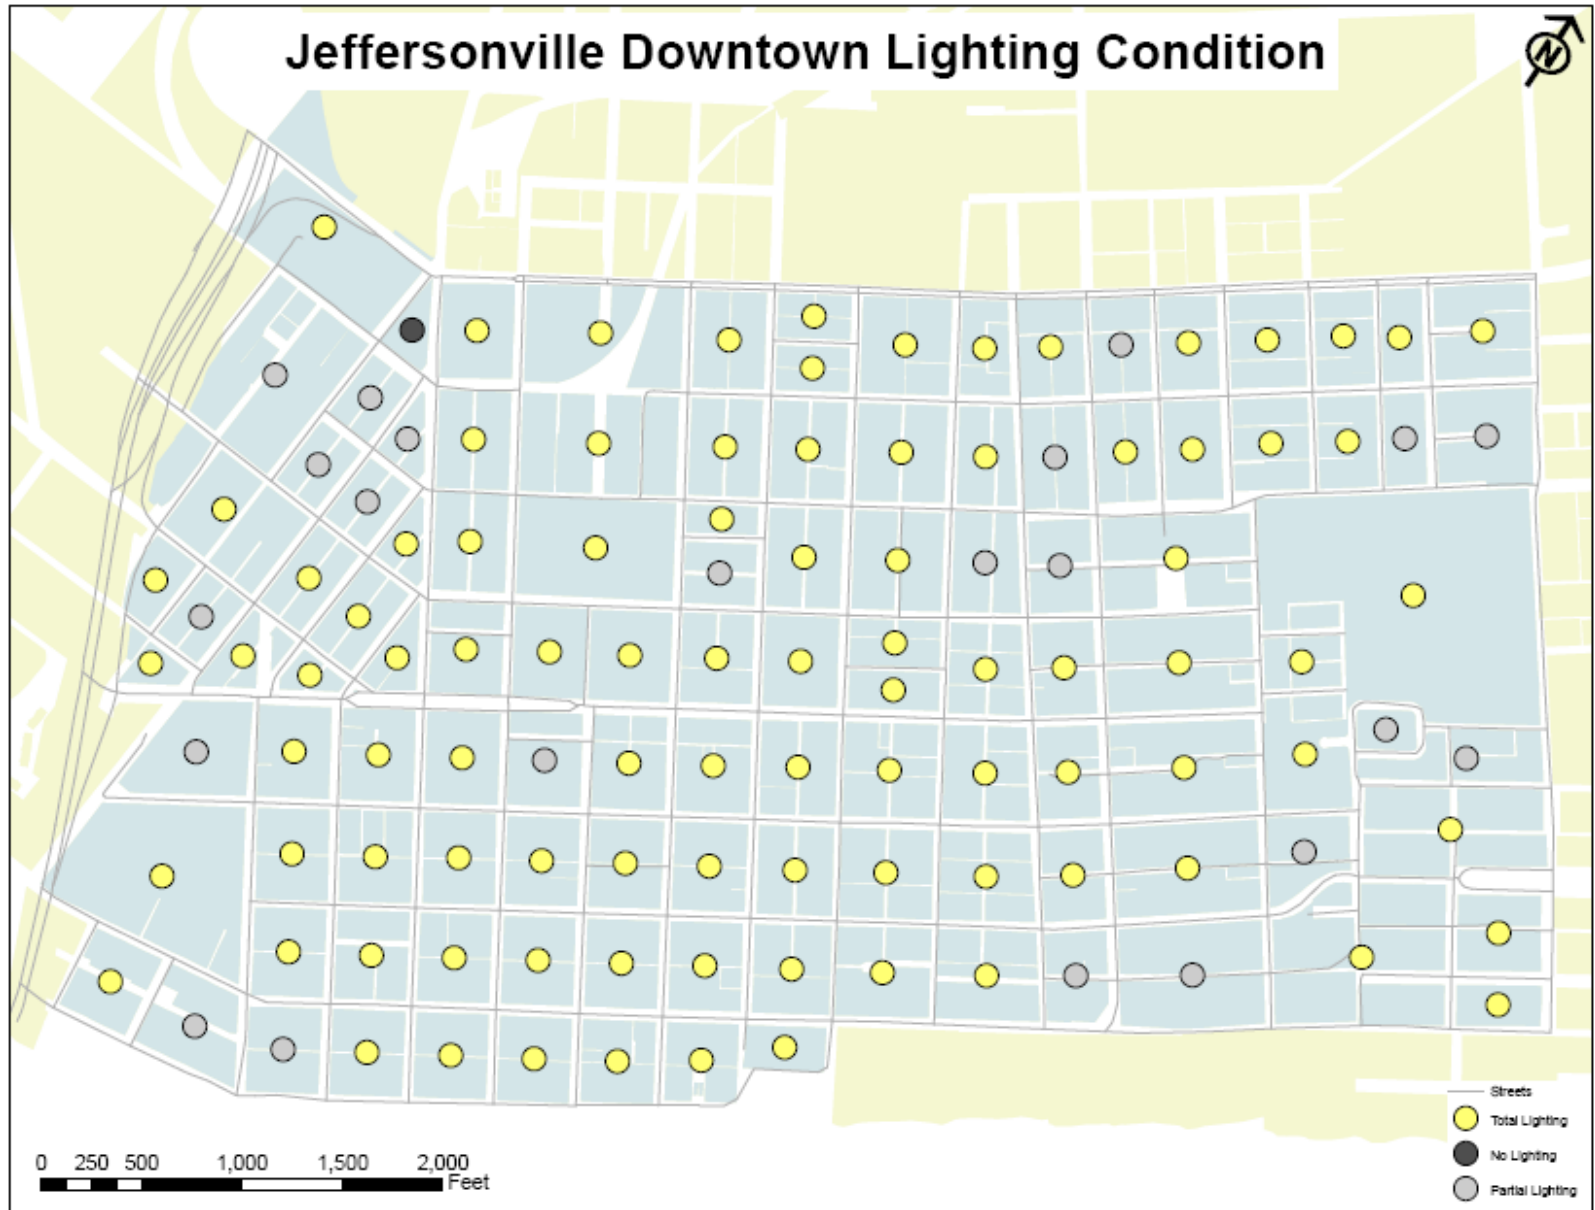 Jeffersonville Downtown Lighting Condition
N
Streets
Total Lighting
No Lighting
Partial Lighting
0 250 500 1,000 1,500 2,000
Feet